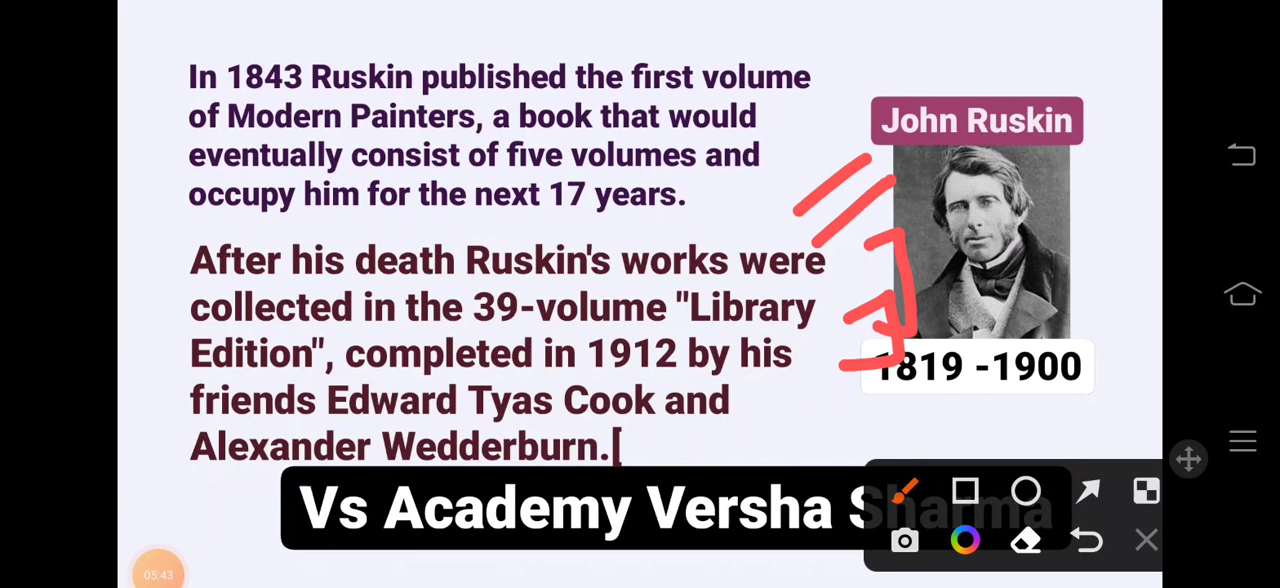 In 1843 Ruskin published the first volume
of Modern Painters, a book that would
eventually consist of five volumes and
occupy him for the next 17 years.
After his death Ruskin's works were
collected in the 39-volume "Library
Edition", completed in 1912 by his
friends Edward Tyas Cook and
Alexander Wedderburn.[
John Ruskin
1819 -1900
Vs Academy Versha Sharma
05:43